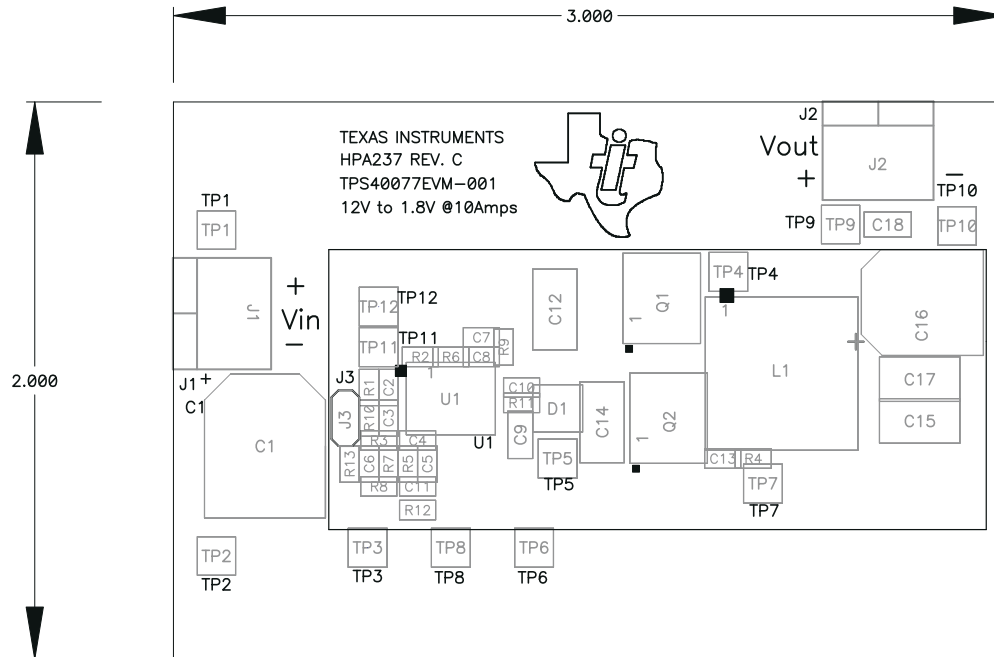 3.000
2.000
TEXAS INSTRUMENTS
HPA237 REV. C
TPS40077EVM-001
12V to 1.8V @10Amps
J2
Vout
+
J2
−
TP10
TP1
TP1
TP9
TP9
C18
TP10
J1
+
Vin
−
J1 +
C1
C1
TP12
TP12
TP11
TP11
C7
R9
R2
R6
C8
C12
Q1
1
TP4
TP4
1
C16
+
J3
J3
R1
C2
1
U1
U1
R10
C3
R3
C4
C10
R11
D1
C9
C14
Q2
1
L1
C17
C15
R13
C6
R7
R5
C5
R8
C11
R12
TP5
TP5
C13
R4
TP7
TP7
TP2
TP2
TP3
TP3
TP8
TP8
TP6
TP6